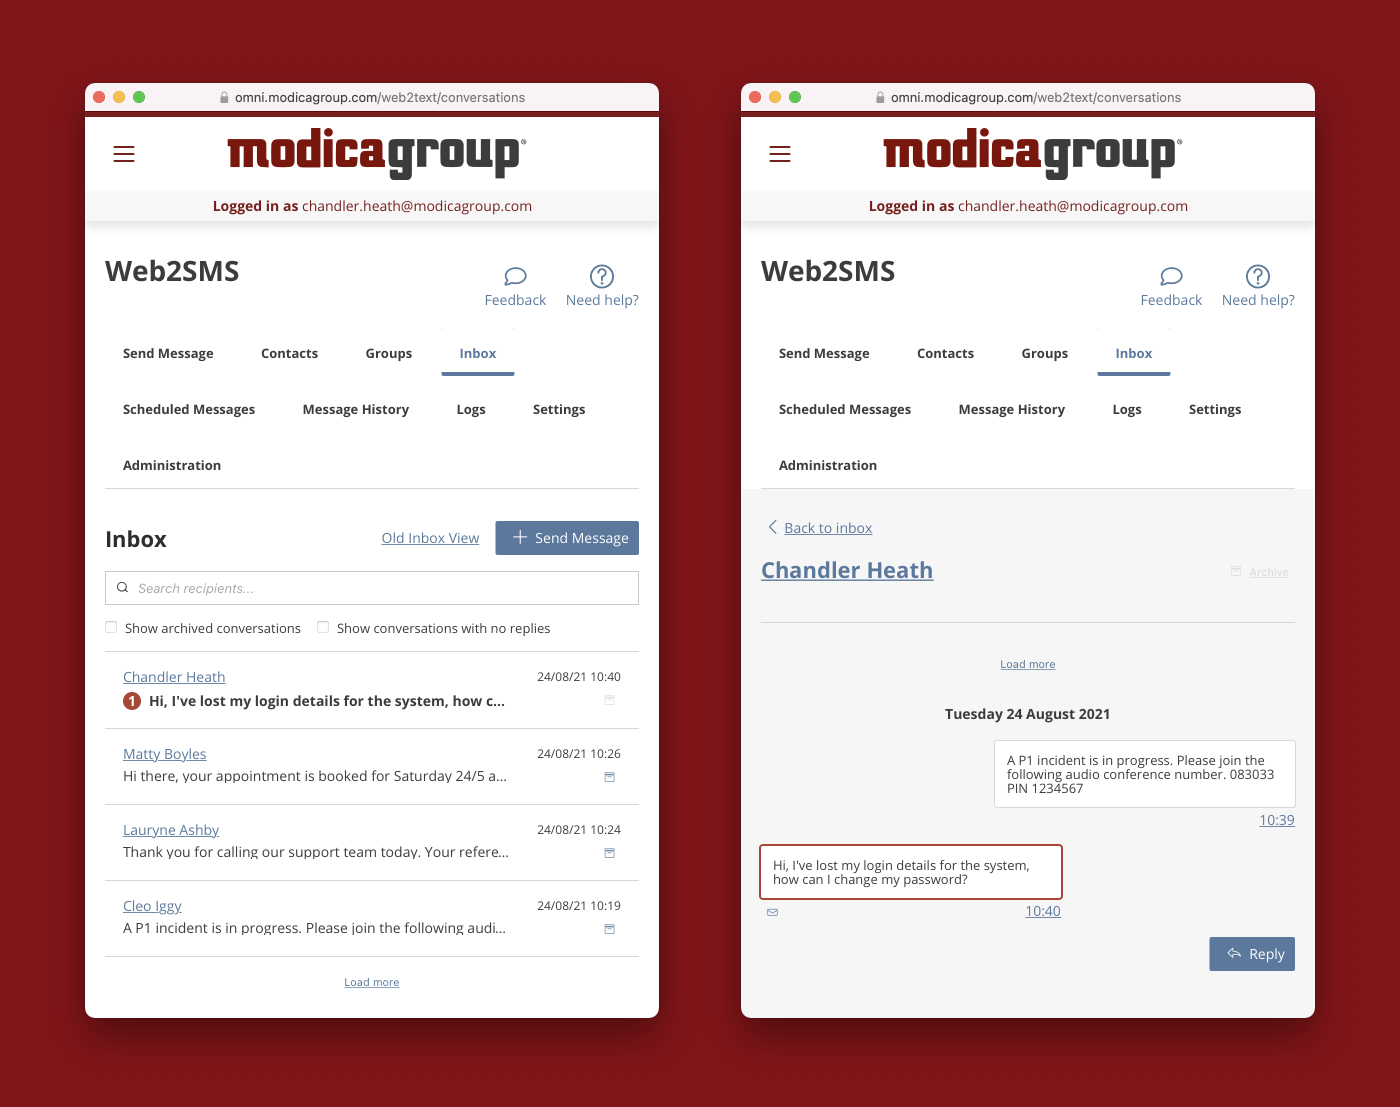 omni.modicagroup.com/web2text/conversations
modicagroup®
Logged in as chandler.heath@modicagroup.com
Web2SMS
Feedback
Need help?
Send Message
Contacts
Groups
Inbox
Scheduled Messages
Message History
Logs
Settings
Administration
Inbox
Old Inbox View
Send Message
Search recipients...
Show archived conversations
Show conversations with no replies
Chandler Heath
24/08/21 10:40
1 Hi, I've lost my login details for the system, how c...
Matty Boyles
24/08/21 10:26
Hi there, your appointment is booked for Saturday 24/5 a...
Lauryne Ashby
24/08/21 10:24
Thank you for calling our support team today. Your refere...
Cleo Iggy
24/08/21 10:19
A P1 incident is in progress. Please join the following audi...
Load more
omni.modicagroup.com/web2text/conversations
modicagroup®
Logged in as chandler.heath@modicagroup.com
Web2SMS
Feedback
Need help?
Send Message
Contacts
Groups
Inbox
Scheduled Messages
Message History
Logs
Settings
Administration
Back to inbox
Chandler Heath
Archive
Load more
Tuesday 24 August 2021
A P1 incident is in progress. Please join the
following audio conference number. 083033
PIN 1234567
10:39
Hi, I've lost my login details for the system,
how can I change my password?
10:40
Reply